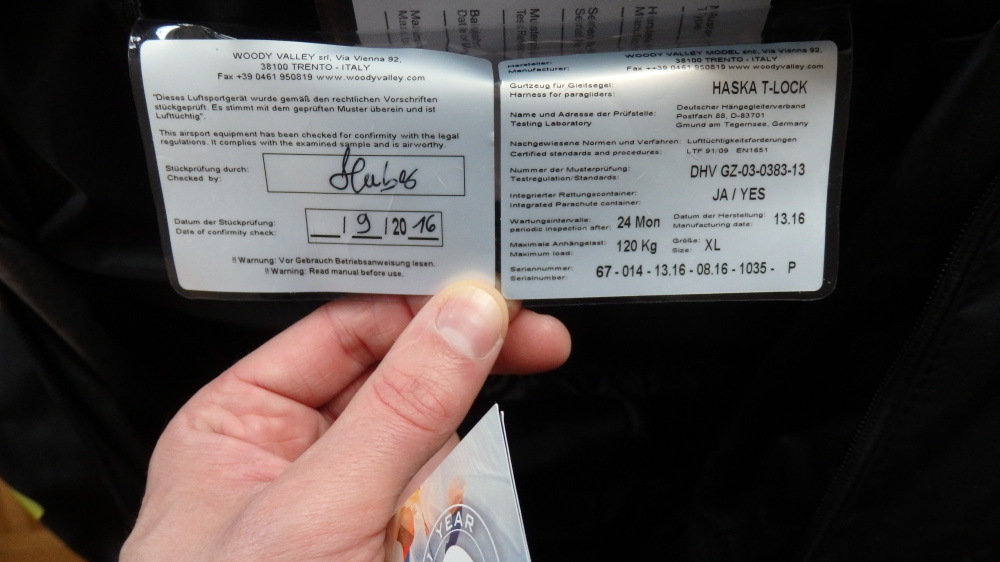 WOODY VALLEY srl, Via Vienna 92,
38100 TRENTO - ITALY
Fax +39 0461 950819 www.woodyvalley.com
"Dieses Luftsportgerät wurde gemäß den rechtlichen Vorschriften
stückgeprüft. Es stimmt mit dem geprüften Muster überein und ist
Luftüchtig".
This airsport equipment has been checked for confirmity with the legal
regulations. It complies with the examined sample and is airworthy.
Stückprüfung durch:
Checked by:
Datum der Stückprüfung:
Date of confirmity check:
__/ 9 /20 16
!! Warnung: Vor Gebrauch Betriebsanweisung lesen.
!! Warning: Read manual before use.
Hersteller:
Manufacturer:
WOODY VALLEY MODEL snc, Via Vienna 92,
38100 TRENTO - ITALY
Fax ++39 0461 950819 www.woodyvalley.com
Gurtzeug für Gleitsegel:
Harness for paragliders:
HASKA T-LOCK
Name und Adresse der Prüfstelle:
Testing Laboratory
Deutscher Hängegleiterverband
Postfach 88, D-83701
Gmund am Tegernsee, Germany
Nachgewiesene Normen und Verfahren:
Certified standards and procedures:
Luftüchtigkeitsforderungen
LTF 91/09 EN1651
Nummer der Musterprüfung:
Testregulation/Standards:
DHV GZ-03-0383-13
Integrierter Rettungscontainer:
Integrated Parachute container:
JA / YES
Wartungsintervalle:
periodic inspection after:
24 Mon
Datum der Herstellung:
Manufacturing date:
13.16
Maximale Anhängelast:
Maximum load:
120 Kg
Größe:
Size:
XL
Seriennummer:
Serialnumber:
67 - 014 - 13.16 - 08.16 - 1035 - P
YEAR